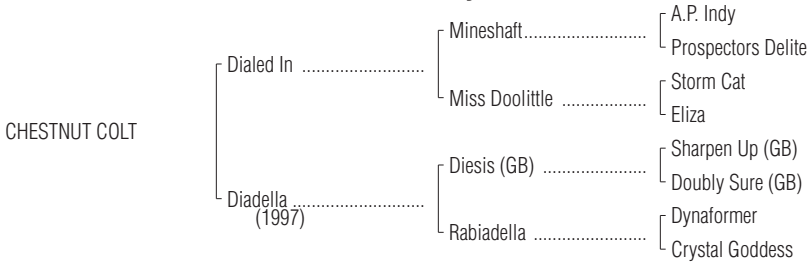 A.P. Indy
Mineshaft..........................
Prospectors Delite
Dialed In ..........................
Storm Cat
Miss Doolittle ..................
Eliza
CHESTNUT COLT
Sharpen Up (GB)
Diesis (GB) ......................
Doubly Sure (GB)
Diadella ............................
(1997)
Dynaformer
Rabiadella ........................
Crystal Goddess